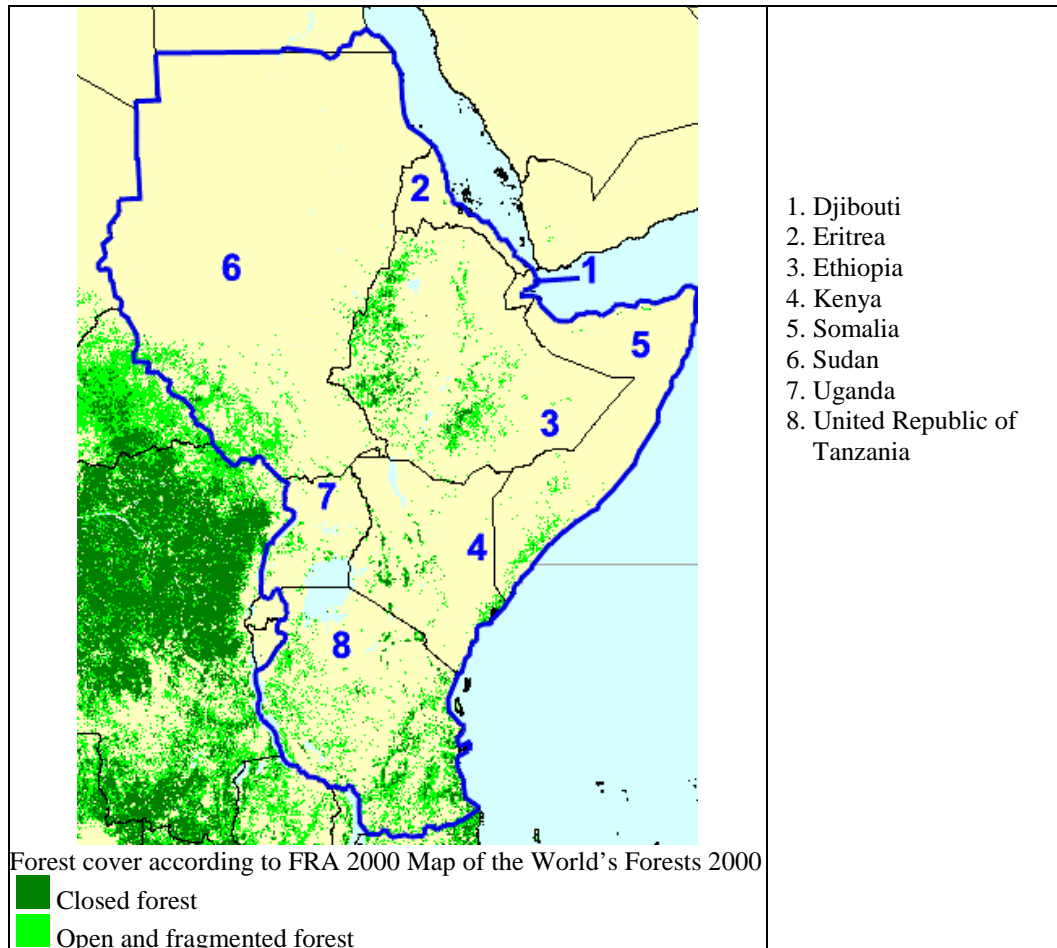 6
2
1
5
3
7
4
8
Forest cover according to FRA 2000 Map of the World's Forests 2000
Closed forest
Open and fragmented forest
1. Djibouti
2. Eritrea
3. Ethiopia
4. Kenya
5. Somalia
6. Sudan
7. Uganda
8. United Republic of
Tanzania